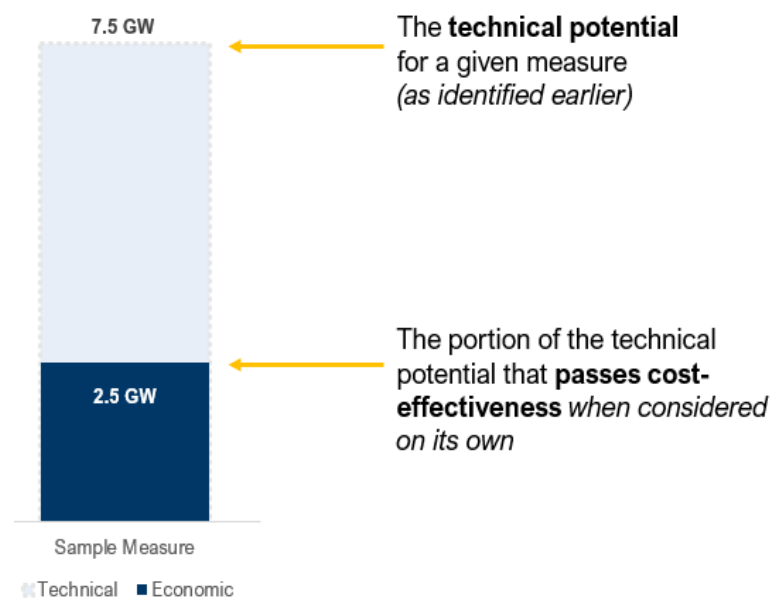 7.5 GW
The technical potential
for a given measure
(as identified earlier)
The portion of the technical
potential that passes cost-
effectiveness when considered
on its own
2.5 GW
Sample Measure
Technical Economic